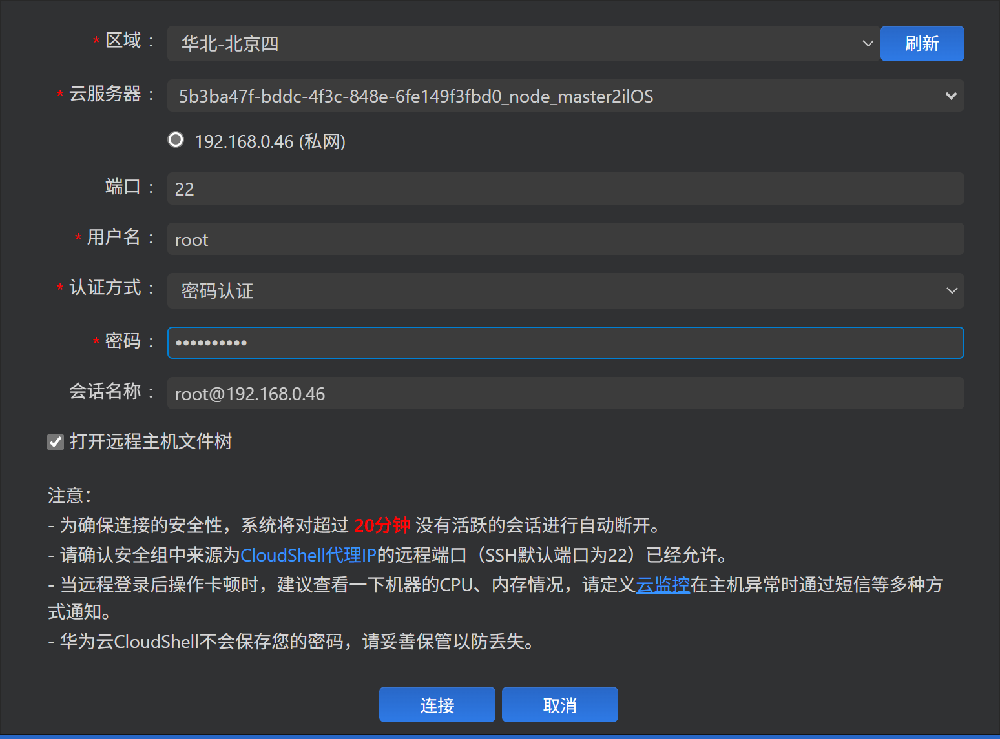 * 区域 : 华北-北京四 刷新
* 云服务器 : 5b3ba47f-bddc-4f3c-848e-6fe149f3fbd0_node_master2ilOS
192.168.0.46 (私网)
端口 : 22
* 用户名 : root
* 认证方式 : 密码认证
* 密码 : ••••••••••
会话名称 : root@192.168.0.46
打开远程主机文件树
注意：
- 为确保连接的安全性，系统将对超过 20分钟 没有活跃的会话进行自动断开。
- 请确认安全组中来源为CloudShell代理IP的远程端口（SSH默认端口为22）已经允许。
- 当远程登录后操作卡顿时，建议查看一下机器的CPU、内存情况，请定义云监控在主机异常时通过短信等多种方
式通知。
- 华为云CloudShell不会保存您的密码，请妥善保管以防丢失。
连接 取消